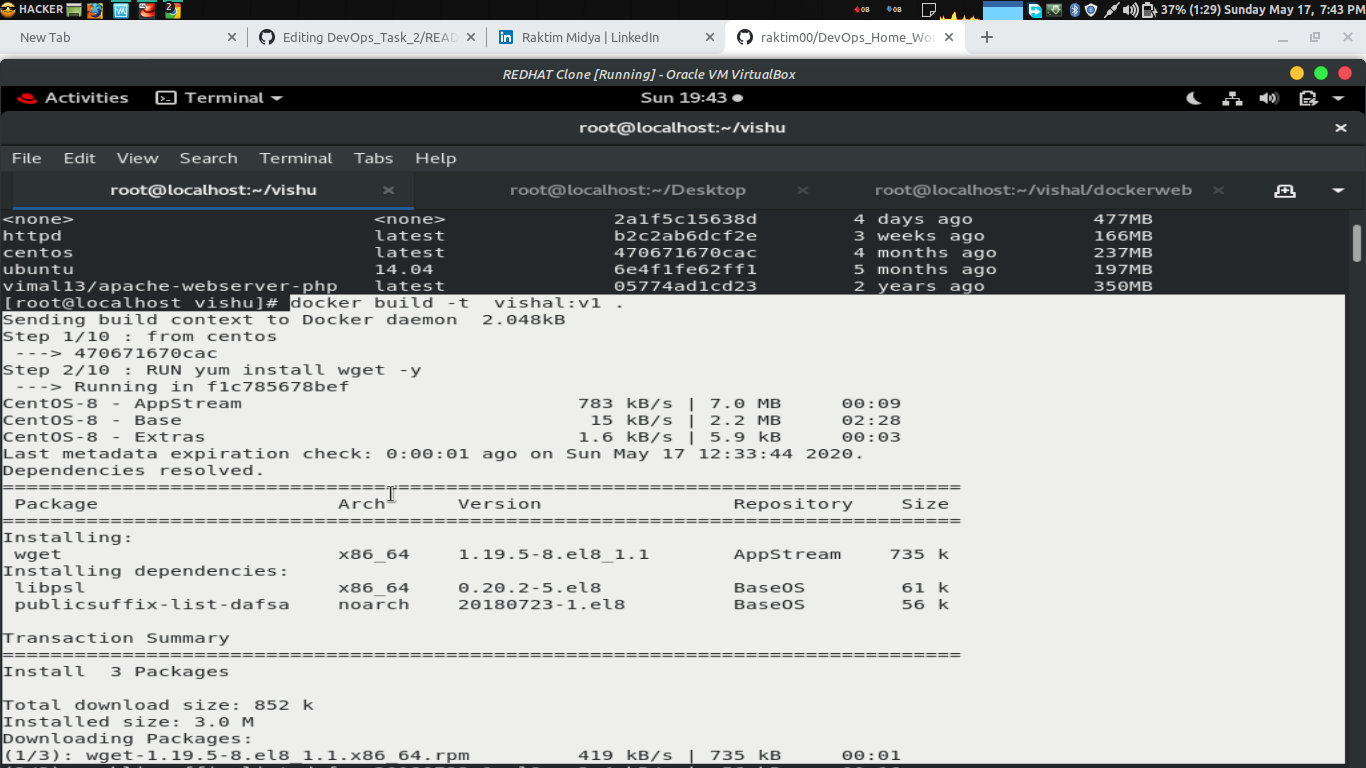 HACKER 2 0B 0B 37% (1:29) Sunday May 17, 7:43 PM
New Tab Editing DevOps_Task_2/READ Raktim Midya | LinkedIn raktim00/DevOps_Home_Wo
REDHAT Clone [Running] - Oracle VM VirtualBox
Activities Terminal Sun 19:43
root@localhost:~/vishu
File Edit View Search Terminal Tabs Help
root@localhost:~/vishu root@localhost:~/Desktop root@localhost:~/vishal/dockerweb
<none> <none> 2a1f5c15638d 4 days ago 477MB
httpd latest b2c2ab6dcf2e 3 weeks ago 166MB
centos latest 470671670cac 4 months ago 237MB
ubuntu 14.04 6e4f1fe62ff1 5 months ago 197MB
vimal13/apache-webserver-php latest 05774ad1cd23 2 years ago 350MB
[root@localhost vishu]# docker build -t vishal:v1 .
Sending build context to Docker daemon 2.048kB
Step 1/10 : from centos
---> 470671670cac
Step 2/10 : RUN yum install wget -y
---> Running in f1c785678bef
CentOS-8 - AppStream 783 kB/s | 7.0 MB 00:09
CentOS-8 - Base 15 kB/s | 2.2 MB 02:28
CentOS-8 - Extras 1.6 kB/s | 5.9 kB 00:03
Last metadata expiration check: 0:00:01 ago on Sun May 17 12:33:44 2020.
Dependencies resolved.
================================================================================
Package Arch Version Repository Size
================================================================================
Installing:
wget x86_64 1.19.5-8.el8_1.1 AppStream 735 k
Installing dependencies:
libpsl x86_64 0.20.2-5.el8 BaseOS 61 k
publicsuffix-list-dafsa noarch 20180723-1.el8 BaseOS 56 k
Transaction Summary
================================================================================
Install 3 Packages
Total download size: 852 k
Installed size: 3.0 M
Downloading Packages:
(1/3): wget-1.19.5-8.el8_1.1.x86_64.rpm 419 kB/s | 735 kB 00:01